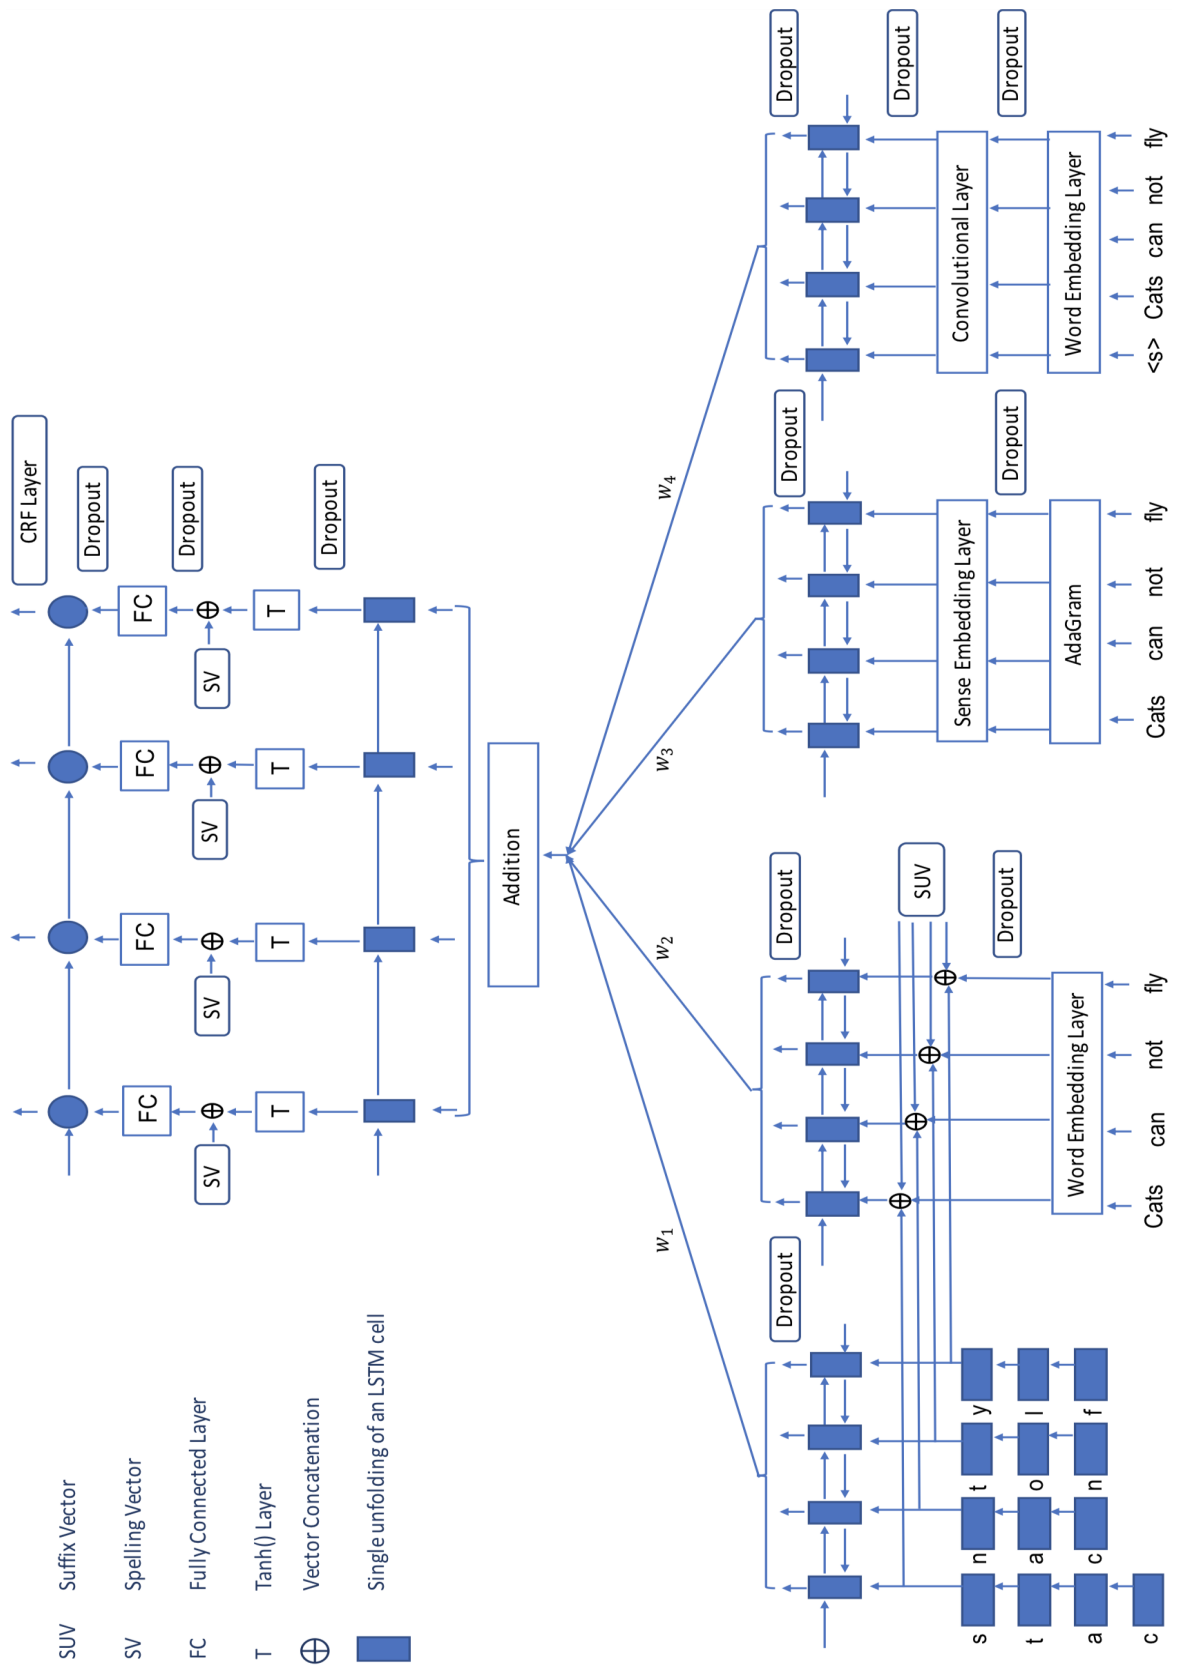 SUV Suffix Vector
SV Spelling Vector
FC Fully Connected Layer
T Tanh() Layer
⊕ Vector Concatenation
Single unfolding of an LSTM cell
CRF Layer
Dropout
FC
FC
FC
FC
Dropout
SV
SV
SV
SV
T
T
T
T
Dropout
Addition
w₁
w₂
w₃
w₄
Dropout
Dropout
Dropout
Dropout
s
t
a
c
n
a
c
t
o
n
y
l
f
SUV
Dropout
Word Embedding Layer
Cats can not fly
Sense Embedding Layer
Dropout
AdaGram
Cats can not fly
Dropout
Convolutional Layer
Dropout
Word Embedding Layer
<s> Cats can not fly